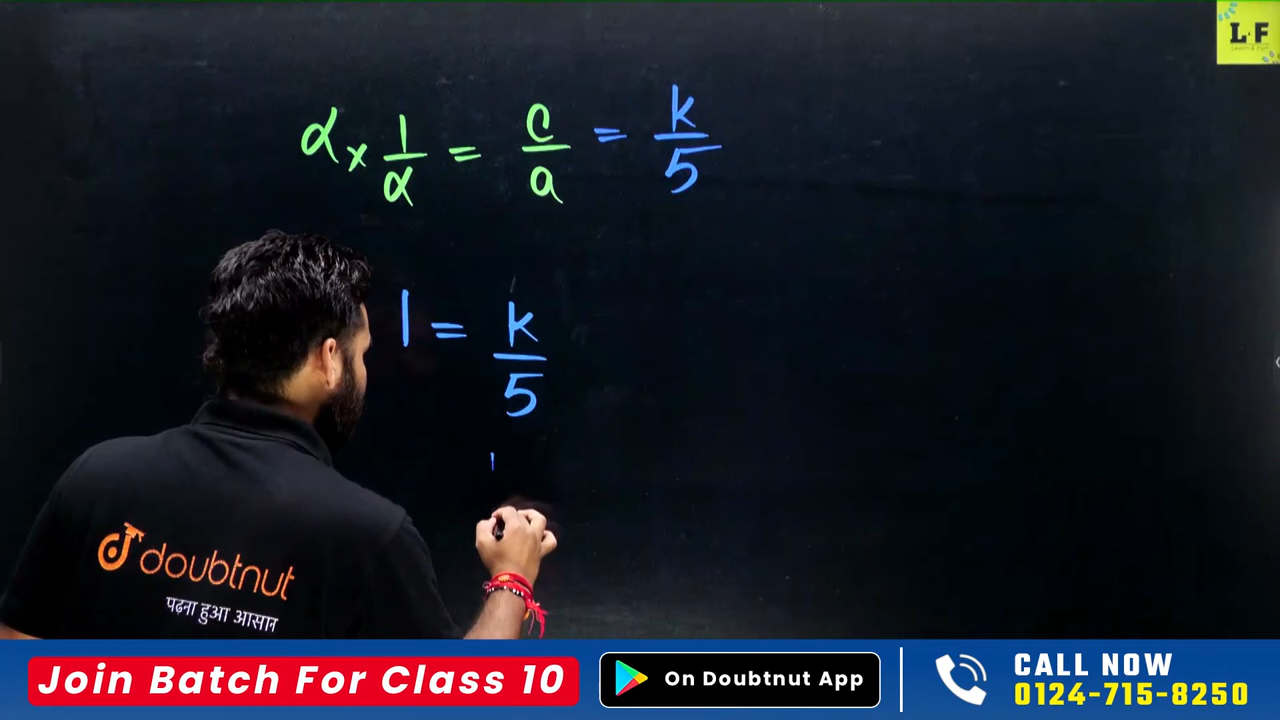 L·F
α × 1/α = c/a = k/5
1 = k/5
doubtnut
पढ़ना हुआ आसान
Join Batch For Class 10
On Doubtnut App
CALL NOW
0124-715-8250